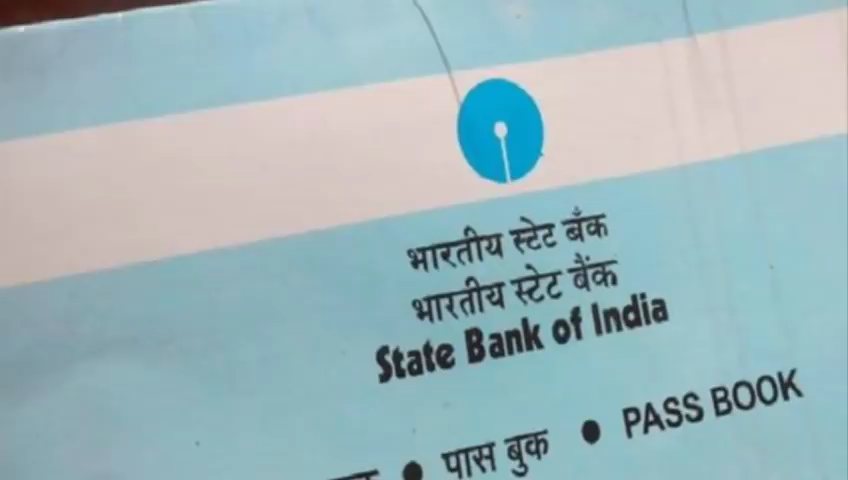 भारतीय स्टेट बँक
भारतीय स्टेट बैंक
State Bank of India
• पास बुक • PASS BOOK